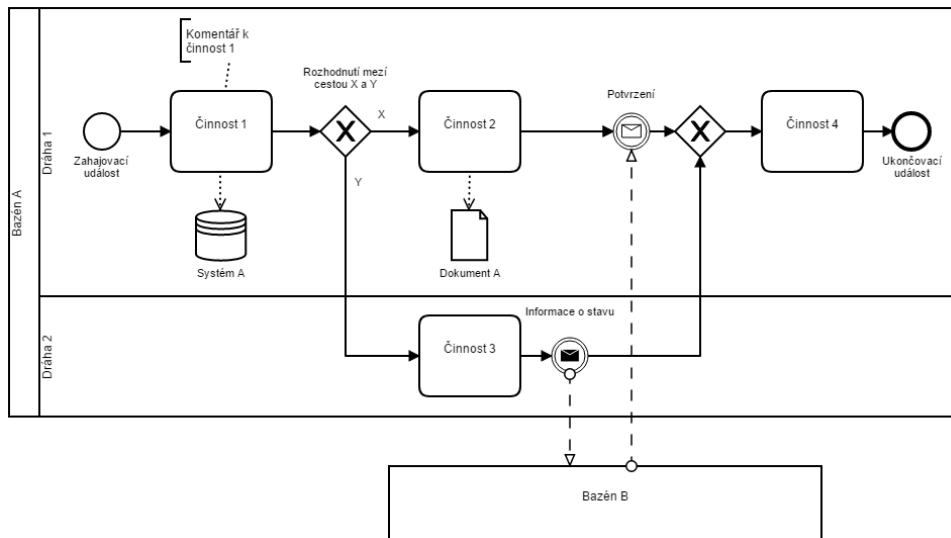 Bazén A
Dráha 1
Komentář k
činnost 1
Rozhodnutí mezí
cestou X a Y
Potvrzení
Zahajovací
událost
Činnost 1
X
Činnost 2
Činnost 4
Ukončovací
událost
Y
Systém A
Dokument A
Dráha 2
Informace o stavu
Činnost 3
Bazén B